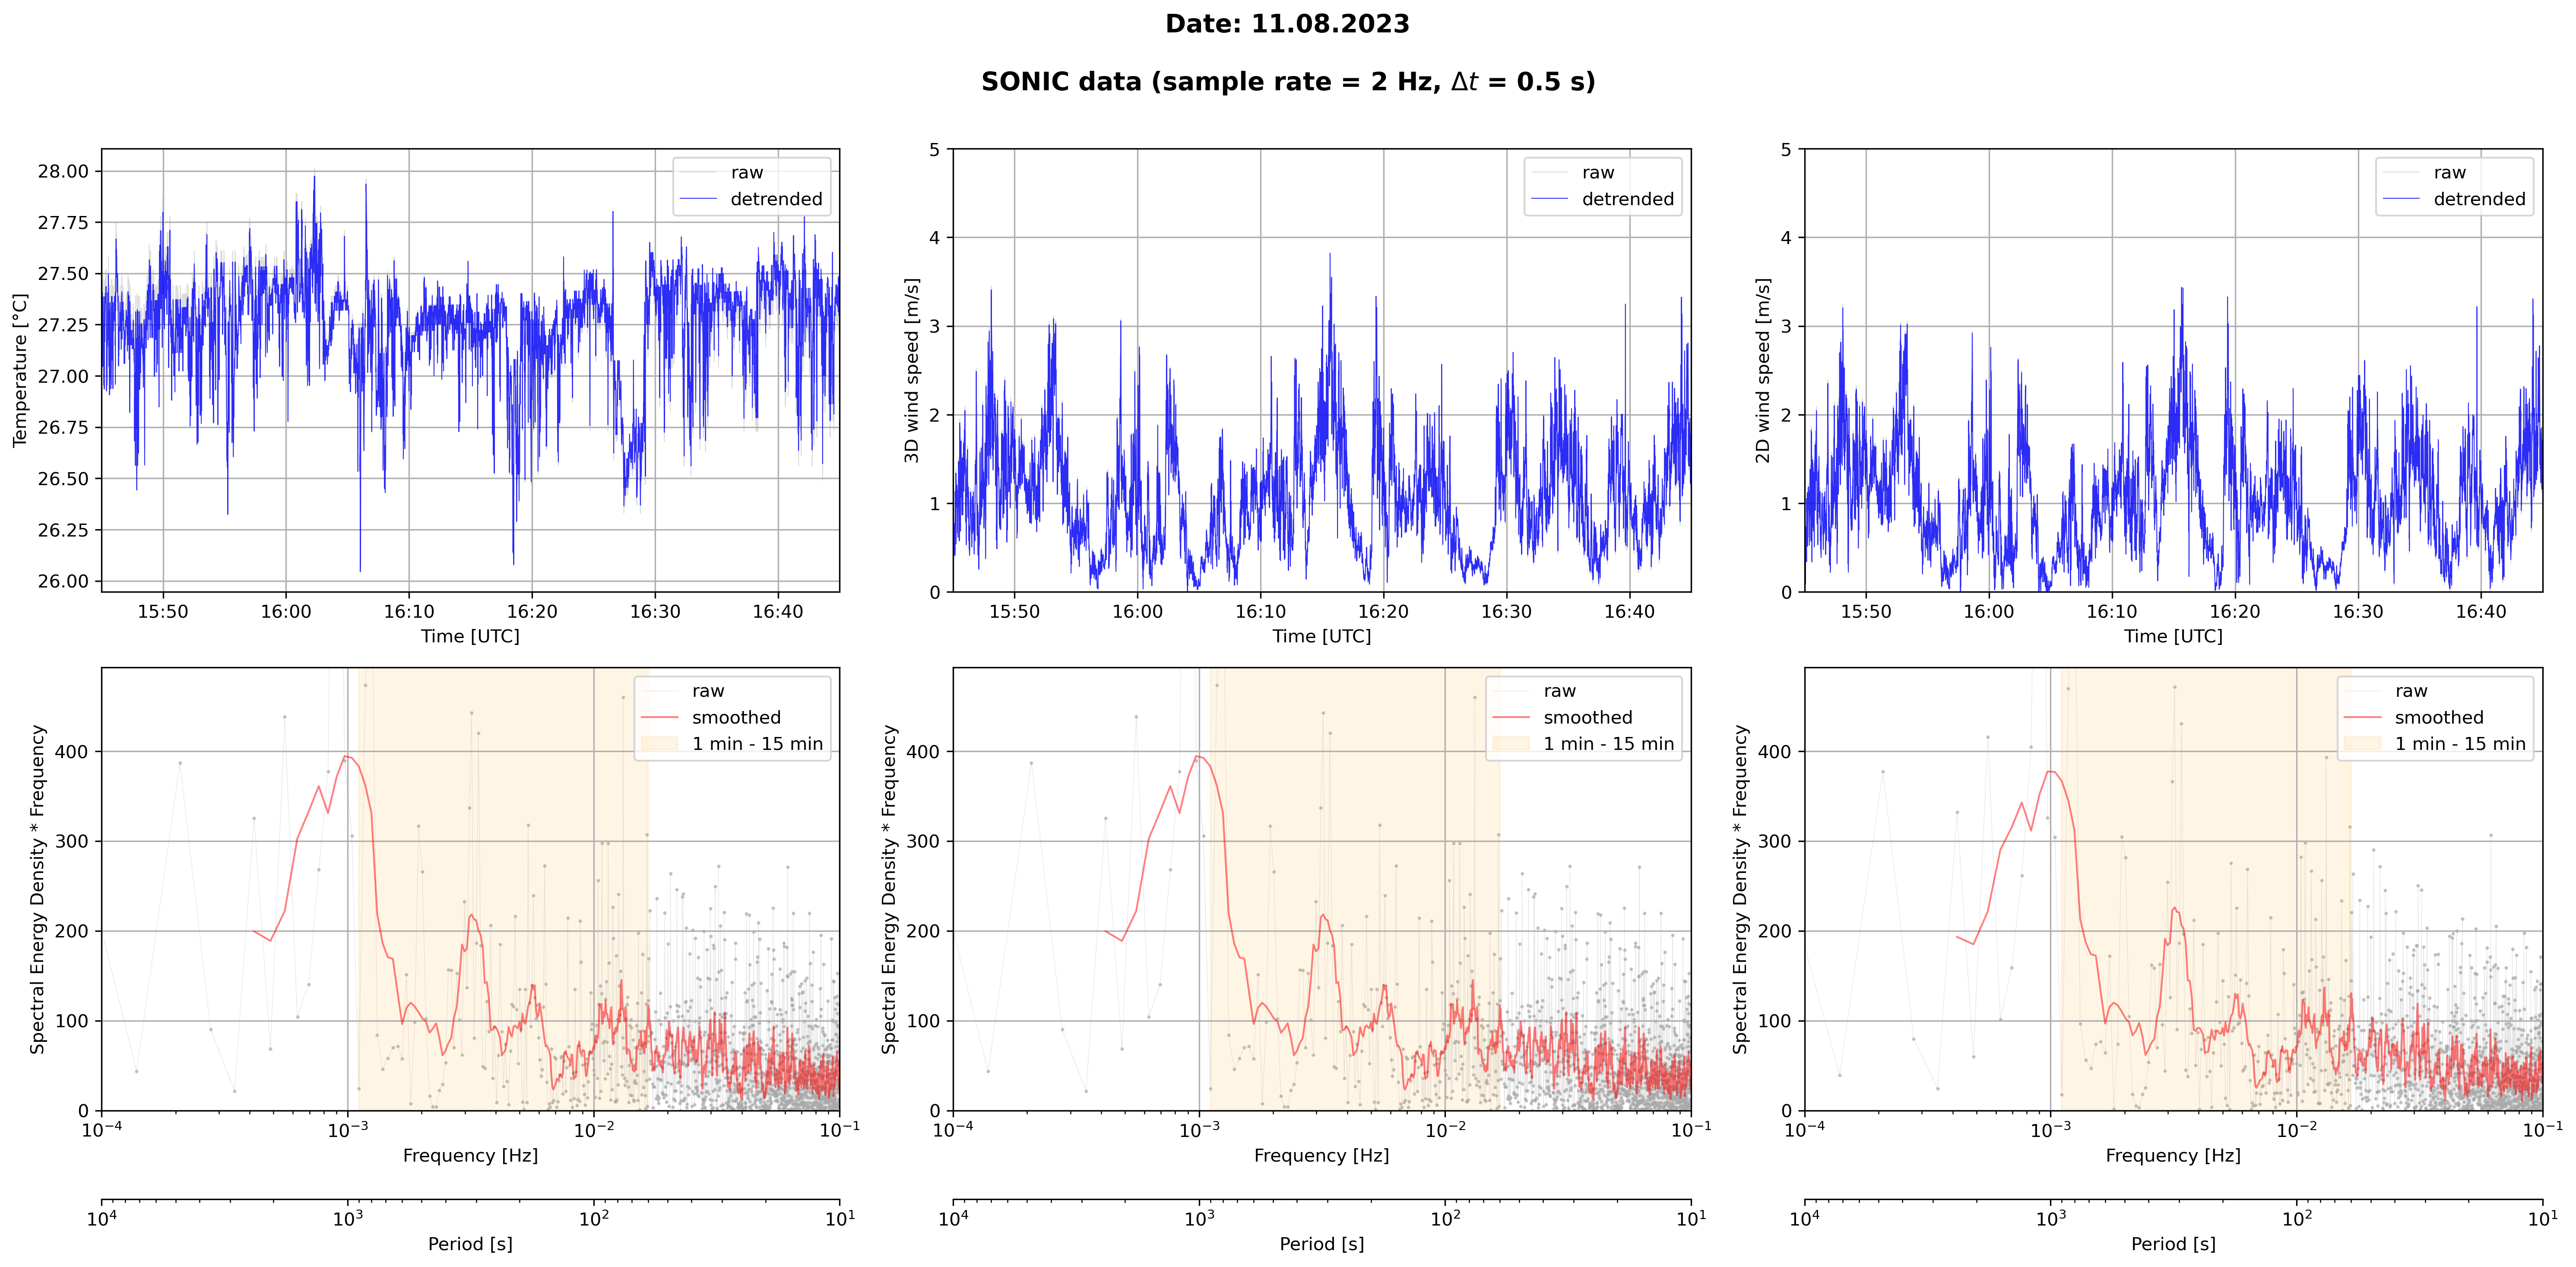 Date: 11.08.2023
SONIC data (sample rate = 2 Hz, Δt = 0.5 s)
Temperature [°C]
28.00
27.75
27.50
27.25
27.00
26.75
26.50
26.25
26.00
raw
detrended
15:50 16:00 16:10 16:20 16:30 16:40
Time [UTC]
3D wind speed [m/s]
5
4
3
2
1
0
raw
detrended
15:50 16:00 16:10 16:20 16:30 16:40
Time [UTC]
2D wind speed [m/s]
5
4
3
2
1
0
raw
detrended
15:50 16:00 16:10 16:20 16:30 16:40
Time [UTC]
Spectral Energy Density * Frequency
400
300
200
100
0
raw
smoothed
1 min - 15 min
10⁻⁴ 10⁻³ 10⁻² 10⁻¹
Frequency [Hz]
10⁴ 10³ 10² 10¹
Period [s]
Spectral Energy Density * Frequency
400
300
200
100
0
raw
smoothed
1 min - 15 min
10⁻⁴ 10⁻³ 10⁻² 10⁻¹
Frequency [Hz]
10⁴ 10³ 10² 10¹
Period [s]
Spectral Energy Density * Frequency
400
300
200
100
0
raw
smoothed
1 min - 15 min
10⁻⁴ 10⁻³ 10⁻² 10⁻¹
Frequency [Hz]
10⁴ 10³ 10² 10¹
Period [s]